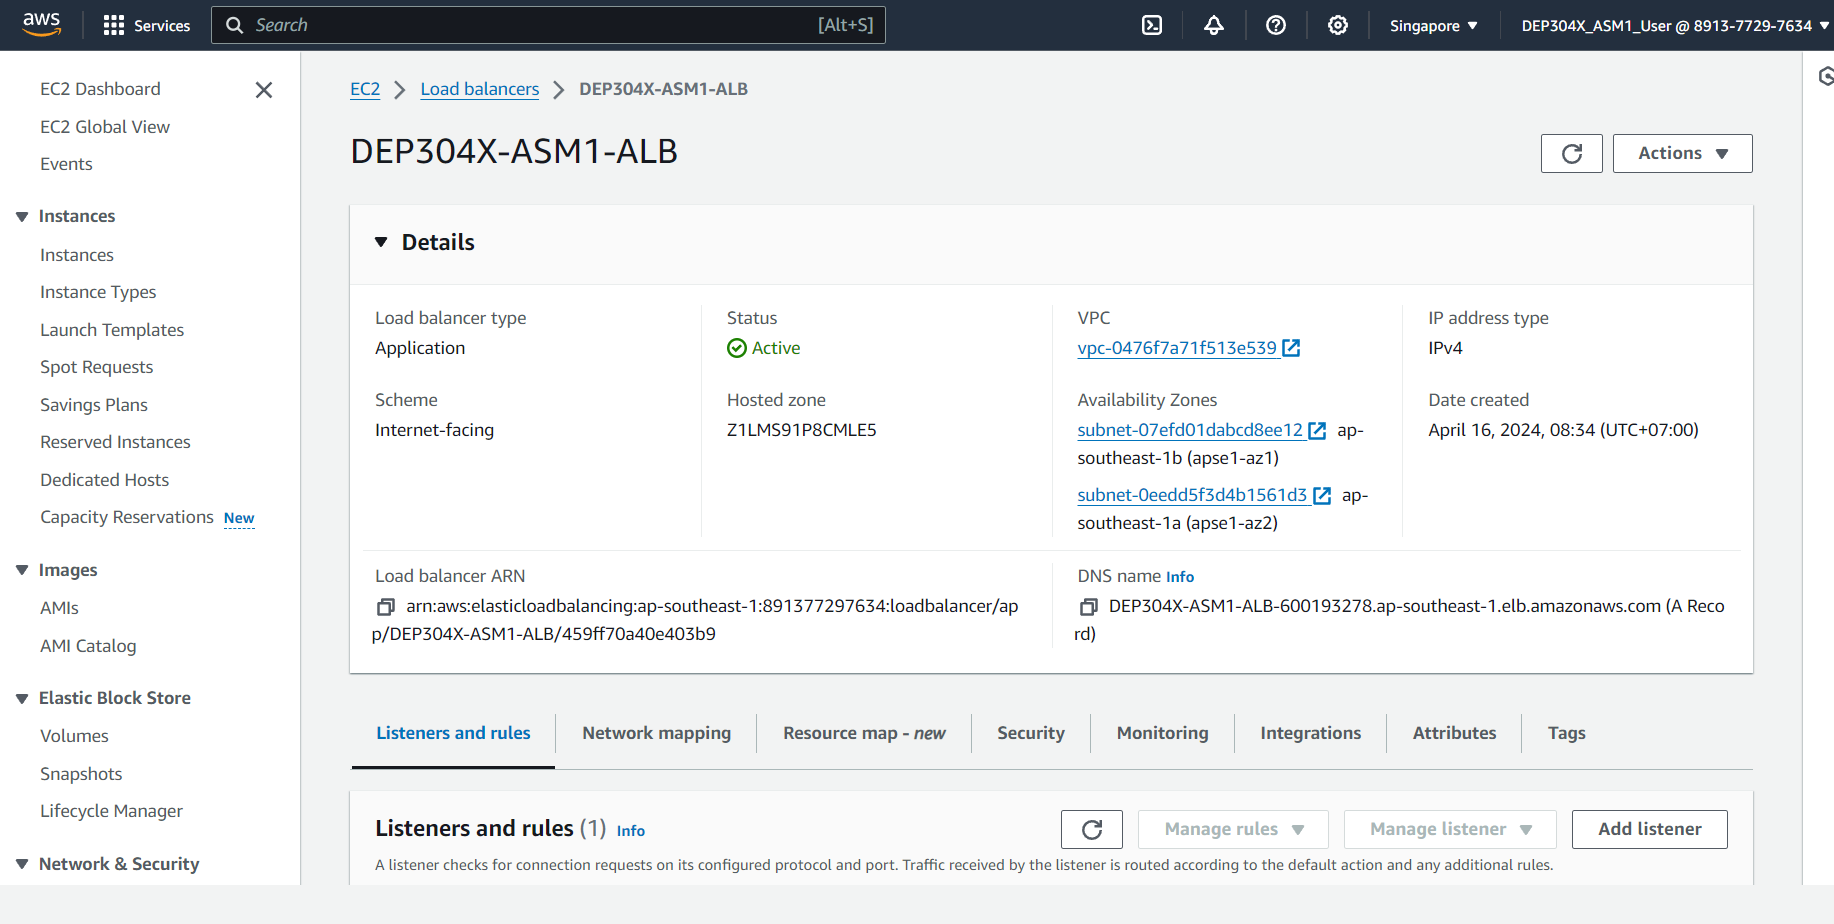 aws
Services
Search [Alt+S]
Singapore
DEP304X_ASM1_User @ 8913-7729-7634
EC2 Dashboard
EC2 Global View
Events
Instances
Instances
Instance Types
Launch Templates
Spot Requests
Savings Plans
Reserved Instances
Dedicated Hosts
Capacity Reservations New
Images
AMIs
AMI Catalog
Elastic Block Store
Volumes
Snapshots
Lifecycle Manager
Network & Security
EC2 > Load balancers > DEP304X-ASM1-ALB
DEP304X-ASM1-ALB
Actions
Details
Load balancer type
Application
Status
Active
VPC
vpc-0476f7a71f513e539
IP address type
IPv4
Scheme
Internet-facing
Hosted zone
Z1LMS91P8CMLE5
Availability Zones
subnet-07efd01dabcd8ee12 ap-
southeast-1b (apse1-az1)
subnet-0eedd5f3d4b1561d3 ap-
southeast-1a (apse1-az2)
Date created
April 16, 2024, 08:34 (UTC+07:00)
Load balancer ARN
arn:aws:elasticloadbalancing:ap-southeast-1:891377297634:loadbalancer/ap
p/DEP304X-ASM1-ALB/459ff70a40e403b9
DNS name Info
DEP304X-ASM1-ALB-600193278.ap-southeast-1.elb.amazonaws.com (A Reco
rd)
Listeners and rules
Network mapping
Resource map - new
Security
Monitoring
Integrations
Attributes
Tags
Listeners and rules (1) Info
Manage rules
Manage listener
Add listener
A listener checks for connection requests on its configured protocol and port. Traffic received by the listener is routed according to the default action and any additional rules.